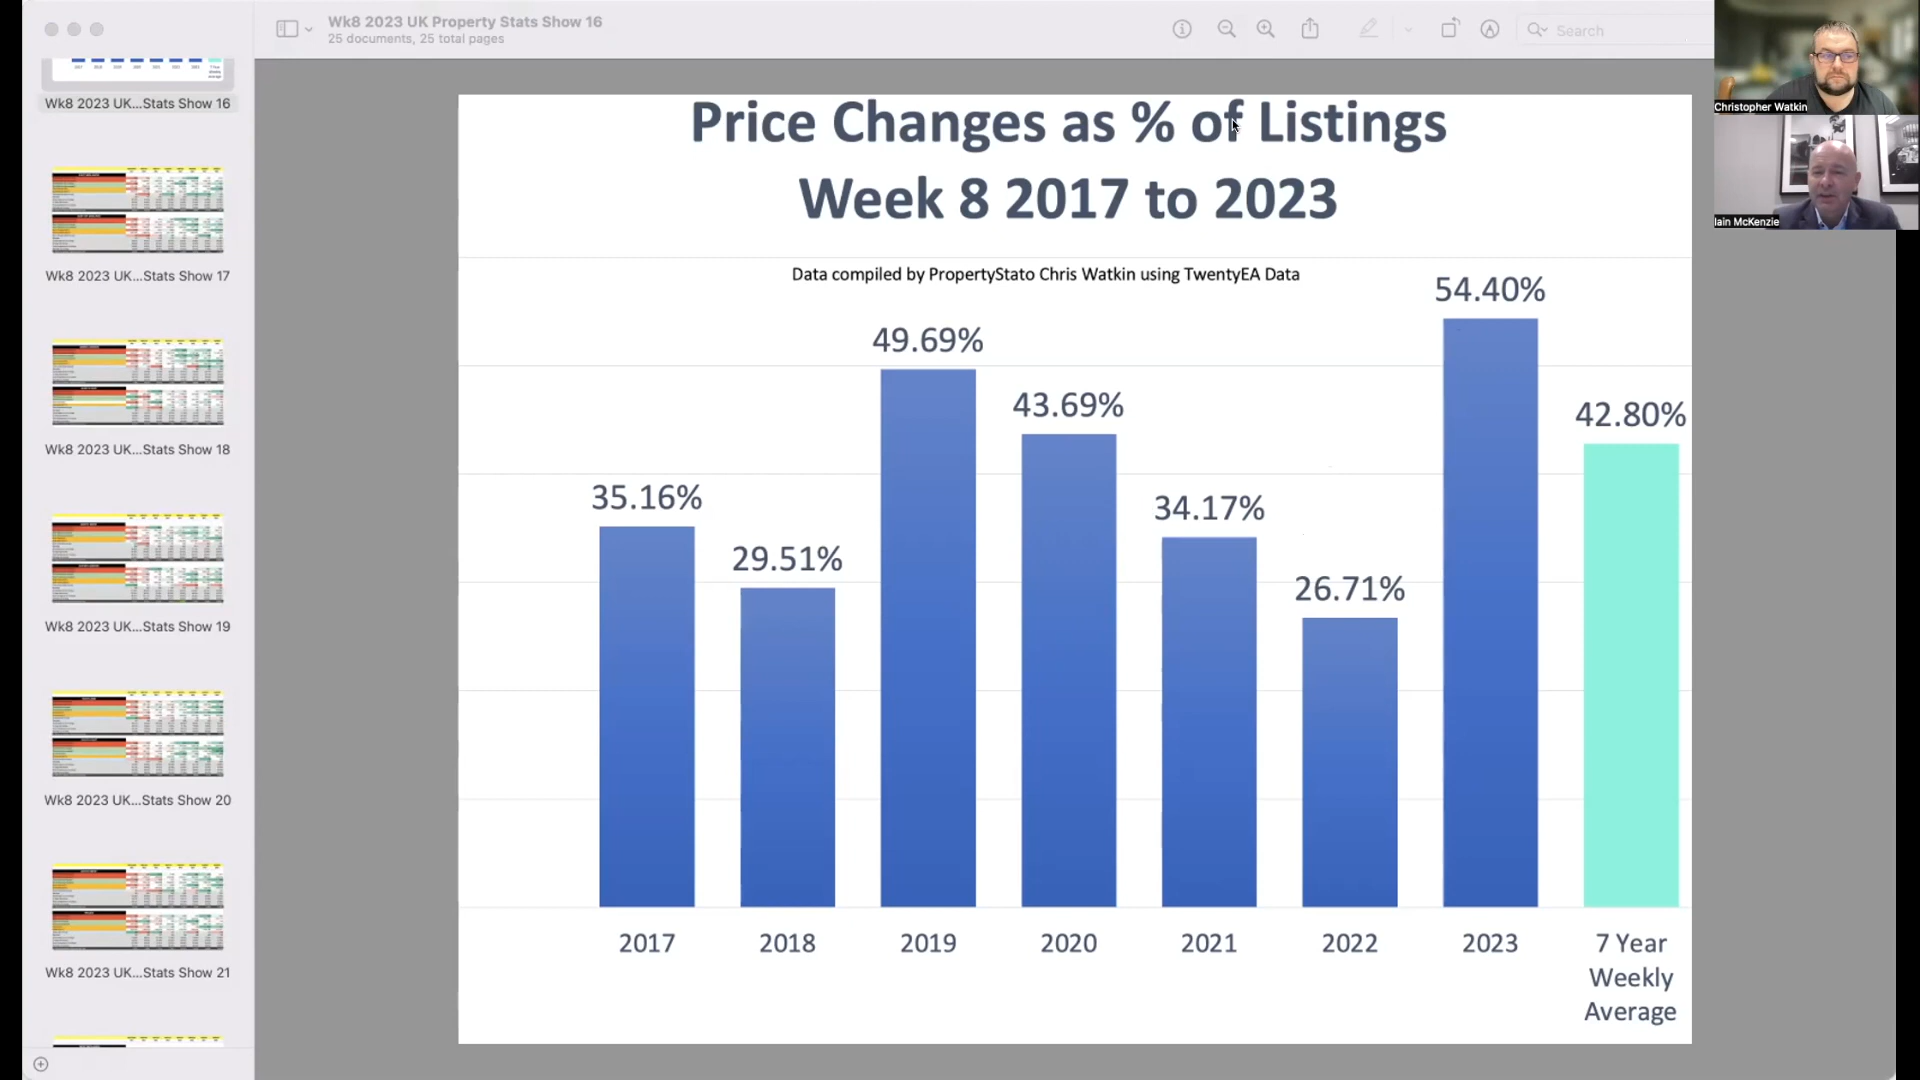 Wk8 2023 UK Property Stats Show 16
25 documents, 25 total pages
Search
Wk8 2023 UK...Stats Show 16
Wk8 2023 UK...Stats Show 17
Wk8 2023 UK...Stats Show 18
Wk8 2023 UK...Stats Show 19
Wk8 2023 UK...Stats Show 20
Wk8 2023 UK...Stats Show 21
Price Changes as % of Listings
Week 8 2017 to 2023
Data compiled by PropertyStato Chris Watkin using TwentyEA Data
35.16%
29.51%
49.69%
43.69%
34.17%
26.71%
54.40%
42.80%
2017
2018
2019
2020
2021
2022
2023
7 Year
Weekly
Average
Christopher Watkin
Iain McKenzie